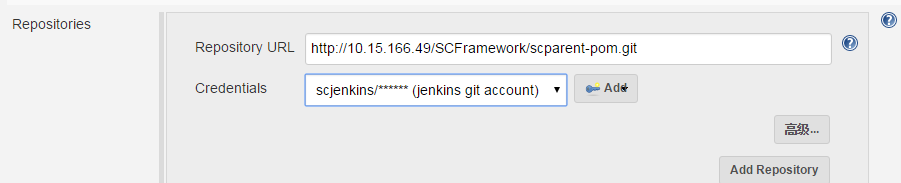 Repositories
Repository URL http://10.15.166.49/SCFramework/scparent-pom.git
Credentials scjenkins/****** (jenkins git account) Add
高级...
Add Repository